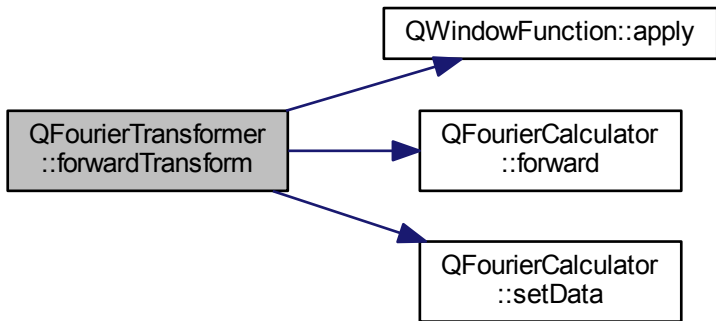 QWindowFunction::apply
QFourierTransformer
::forwardTransform
QFourierCalculator
::forward
QFourierCalculator
::setData